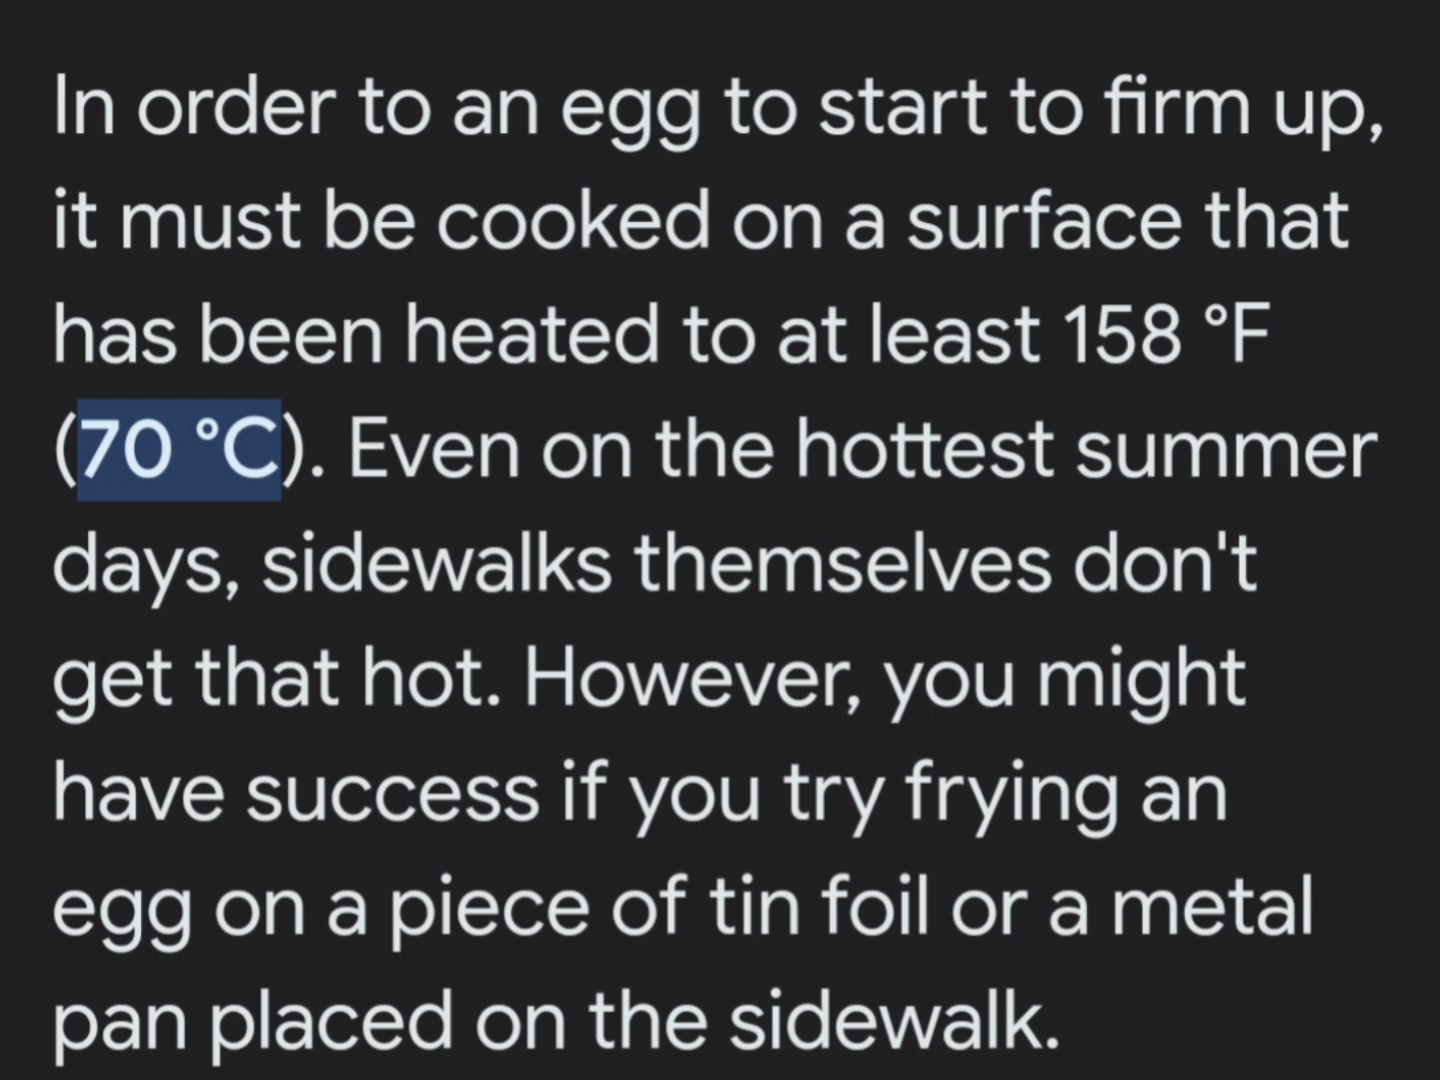 In order to an egg to start to firm up,
it must be cooked on a surface that
has been heated to at least 158 °F
(70 °C). Even on the hottest summer
days, sidewalks themselves don't
get that hot. However, you might
have success if you try frying an
egg on a piece of tin foil or a metal
pan placed on the sidewalk.